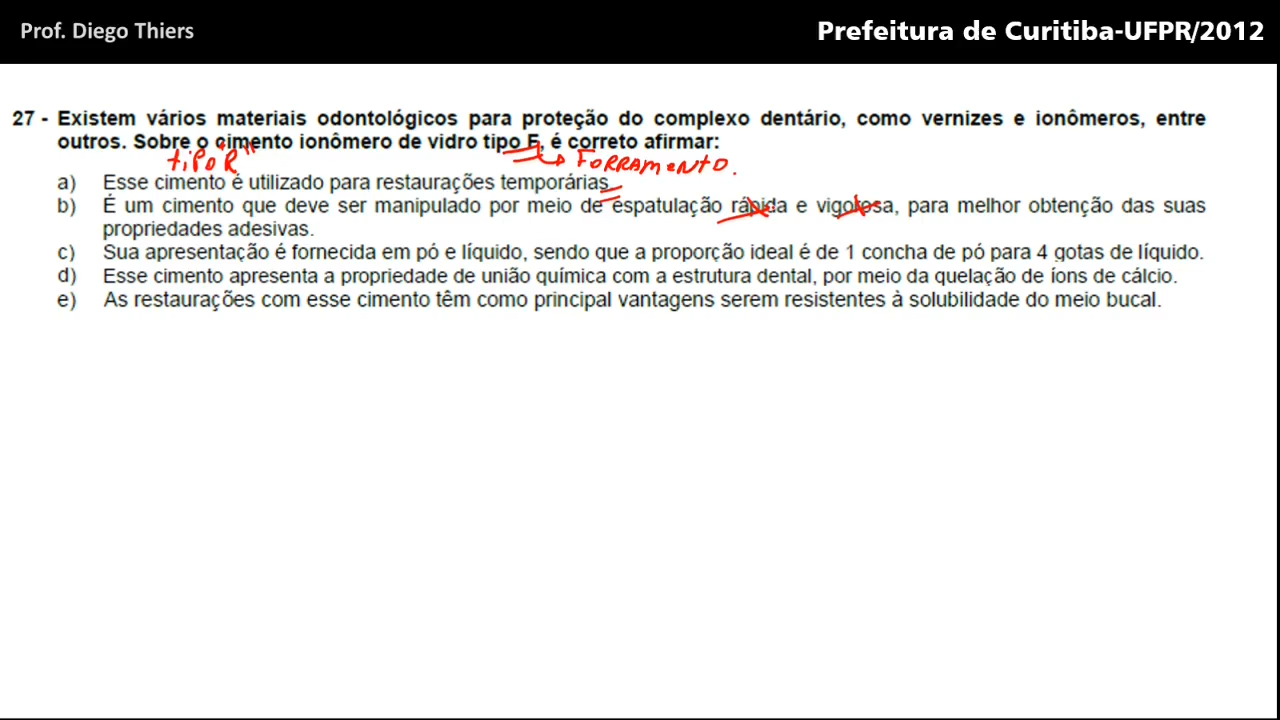 Prof. Diego Thiers
Prefeitura de Curitiba-UFPR/2012
27 - Existem vários materiais odontológicos para proteção do complexo dentário, como vernizes e ionômeros, entre
outros. Sobre o cimento ionômero de vidro tipo F, é correto afirmar:
TIPO "R"
FORRAMENTO.
a) Esse cimento é utilizado para restaurações temporárias.
b) É um cimento que deve ser manipulado por meio de espatulação rápida e vigorosa, para melhor obtenção das suas
propriedades adesivas.
c) Sua apresentação é fornecida em pó e líquido, sendo que a proporção ideal é de 1 concha de pó para 4 gotas de líquido.
d) Esse cimento apresenta a propriedade de união química com a estrutura dental, por meio da quelação de íons de cálcio.
e) As restaurações com esse cimento têm como principal vantagens serem resistentes à solubilidade do meio bucal.